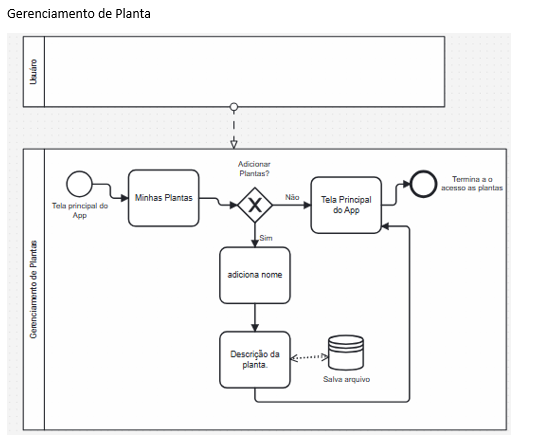 Gerenciamento de Planta
Usuáro
Adicionar
Plantas?
Tela principal do
App
Minhas Plantas
Não
Tela Principal
do App
Termina a o
acesso as plantas
Sim
adiciona nome
Gerenciamento de Plantas
Descrição da
planta.
Salva arquivo